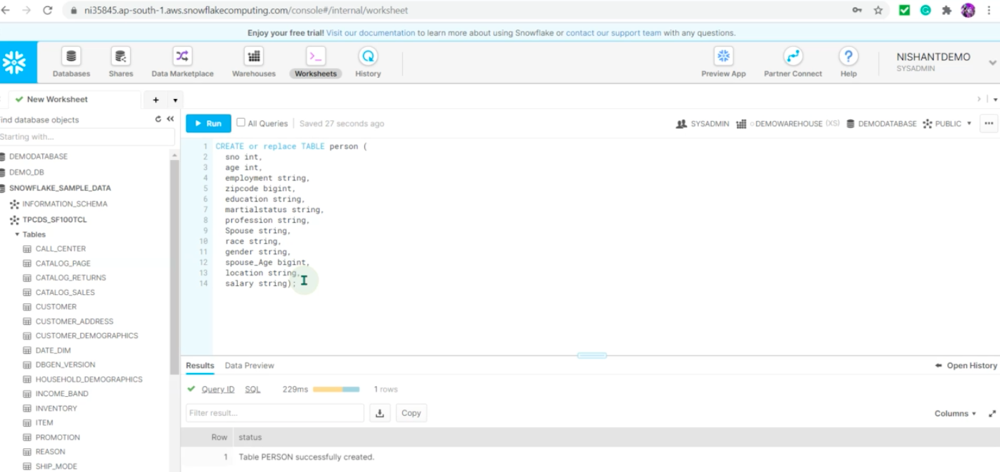 ni35845.ap-south-1.aws.snowflakecomputing.com/console#/internal/worksheet
Enjoy your free trial! Visit our documentation to learn more about using Snowflake or contact our support team with any questions.
Databases Shares Data Marketplace Warehouses Worksheets History Preview App Partner Connect Help
NISHANTDEMO
SYSADMIN
New Worksheet
ind database objects
Starting with...
DEMODATABASE
DEMO_DB
SNOWFLAKE_SAMPLE_DATA
INFORMATION_SCHEMA
TPCDS_SF100TCL
Tables
CALL_CENTER
CATALOG_PAGE
CATALOG_RETURNS
CATALOG_SALES
CUSTOMER
CUSTOMER_ADDRESS
CUSTOMER_DEMOGRAPHICS
DATE_DIM
DBGEN_VERSION
HOUSEHOLD_DEMOGRAPHICS
INCOME_BAND
INVENTORY
ITEM
PROMOTION
REASON
SHIP_MODE
Run All Queries Saved 27 seconds ago SYSADMIN DEMOWAREHOUSE (XS) DEMODATABASE PUBLIC
1 CREATE or replace TABLE person (
2 sno int,
3 age int,
4 employment string,
5 zipcode bigint,
6 education string,
7 martialstatus string,
8 profession string,
9 Spouse string,
10 race string,
11 gender string,
12 spouse_Age bigint,
13 location string,
14 salary string);
Results Data Preview Open History
Query ID SQL 229ms 1 rows
Filter result... Copy Columns
Row status
1 Table PERSON successfully created.